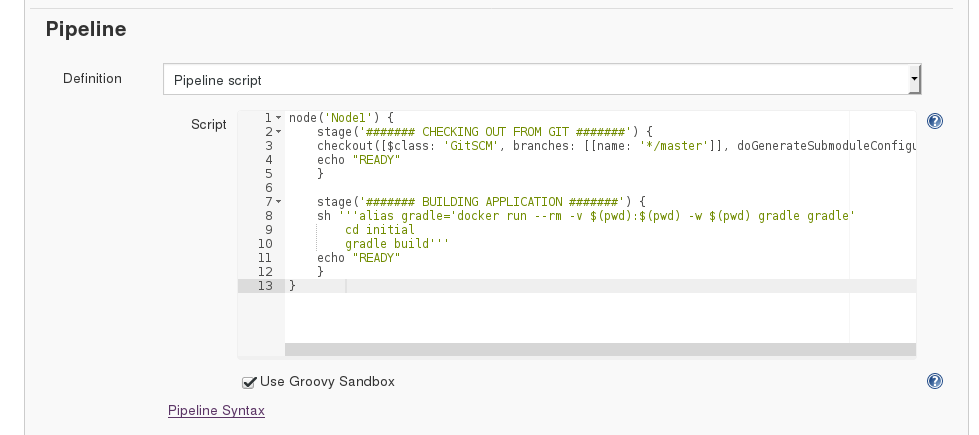 Pipeline
Definition
Pipeline script
Script
1 node('Node1') {
2 stage('####### CHECKING OUT FROM GIT #######') {
3 checkout([$class: 'GitSCM', branches: [[name: '*/master']], doGenerateSubmoduleConfigu
4 echo "READY"
5 }
6
7 stage('####### BUILDING APPLICATION #######') {
8 sh '''alias gradle='docker run --rm -v $(pwd):$(pwd) -w $(pwd) gradle gradle'
9 cd initial
10 gradle build'''
11 echo "READY"
12 }
13 }
Use Groovy Sandbox
Pipeline Syntax